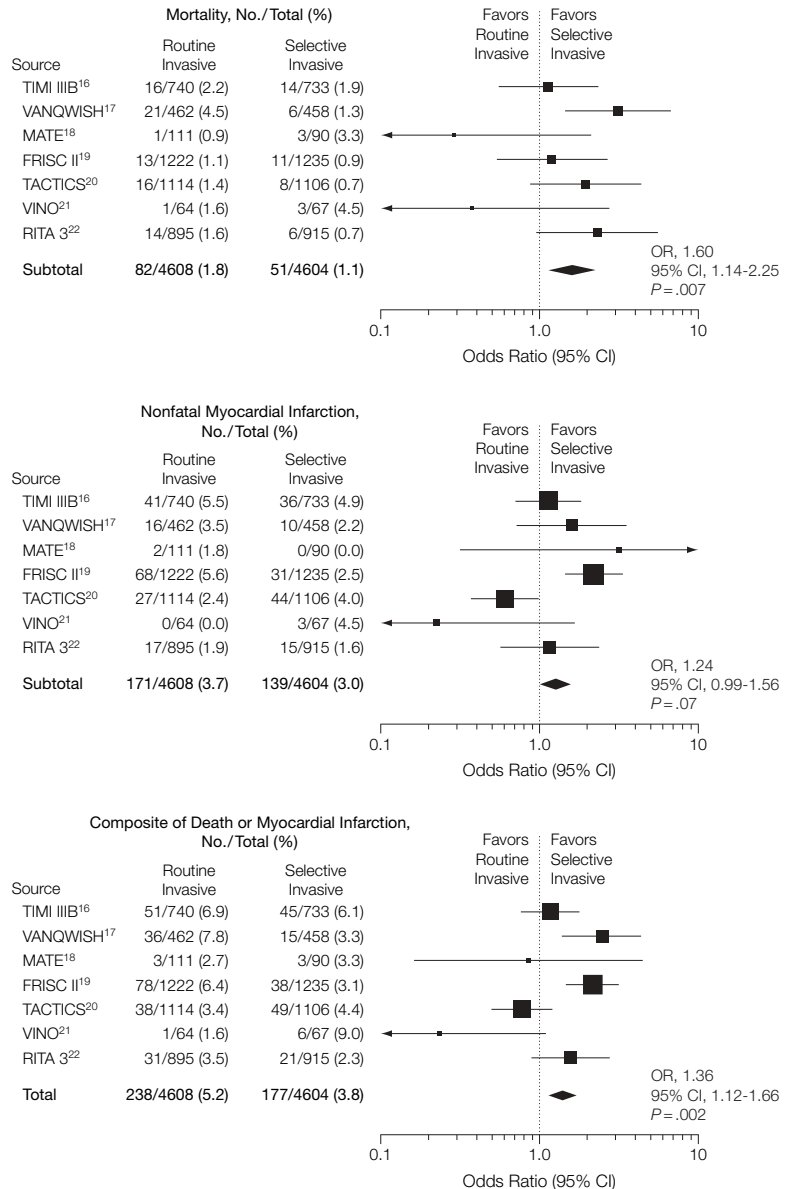 Mortality, No./Total (%)
Favors Favors
Routine Selective
Invasive Invasive
Routine Selective
Source Invasive Invasive
TIMI IIIB16 16/740 (2.2) 14/733 (1.9)
VANQWISH17 21/462 (4.5) 6/458 (1.3)
MATE18 1/111 (0.9) 3/90 (3.3)
FRISC II19 13/1222 (1.1) 11/1235 (0.9)
TACTICS20 16/1114 (1.4) 8/1106 (0.7)
VINO21 1/64 (1.6) 3/67 (4.5)
RITA 322 14/895 (1.6) 6/915 (0.7)
Subtotal 82/4608 (1.8) 51/4604 (1.1)
OR, 1.60
95% CI, 1.14-2.25
P=.007
0.1 1.0 10
Odds Ratio (95% CI)
Nonfatal Myocardial Infarction,
No./Total (%)
Favors Favors
Routine Selective
Invasive Invasive
Routine Selective
Source Invasive Invasive
TIMI IIIB16 41/740 (5.5) 36/733 (4.9)
VANQWISH17 16/462 (3.5) 10/458 (2.2)
MATE18 2/111 (1.8) 0/90 (0.0)
FRISC II19 68/1222 (5.6) 31/1235 (2.5)
TACTICS20 27/1114 (2.4) 44/1106 (4.0)
VINO21 0/64 (0.0) 3/67 (4.5)
RITA 322 17/895 (1.9) 15/915 (1.6)
Subtotal 171/4608 (3.7) 139/4604 (3.0)
OR, 1.24
95% CI, 0.99-1.56
P=.07
0.1 1.0 10
Odds Ratio (95% CI)
Composite of Death or Myocardial Infarction,
No./Total (%)
Favors Favors
Routine Selective
Invasive Invasive
Routine Selective
Source Invasive Invasive
TIMI IIIB16 51/740 (6.9) 45/733 (6.1)
VANQWISH17 36/462 (7.8) 15/458 (3.3)
MATE18 3/111 (2.7) 3/90 (3.3)
FRISC II19 78/1222 (6.4) 38/1235 (3.1)
TACTICS20 38/1114 (3.4) 49/1106 (4.4)
VINO21 1/64 (1.6) 6/67 (9.0)
RITA 322 31/895 (3.5) 21/915 (2.3)
Total 238/4608 (5.2) 177/4604 (3.8)
OR, 1.36
95% CI, 1.12-1.66
P=.002
0.1 1.0 10
Odds Ratio (95% CI)